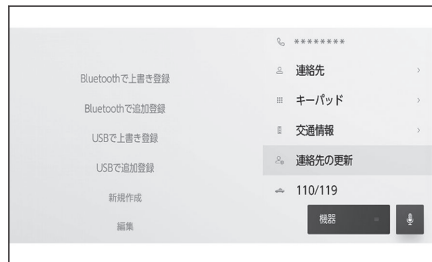 Bluetoothで上書き登録
Bluetoothで追加登録
USBで上書き登録
USBで追加登録
新規作成
編集
********
連絡先
キーパッド
交通情報
連絡先の更新
110/119
機器